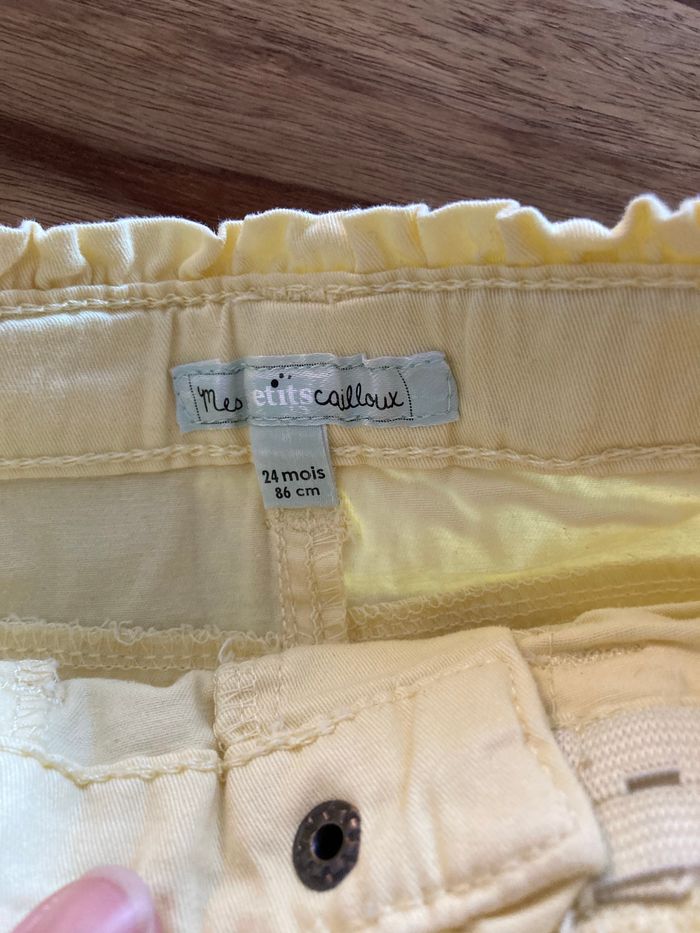 Mes etits cailloux
24 mois
86 cm